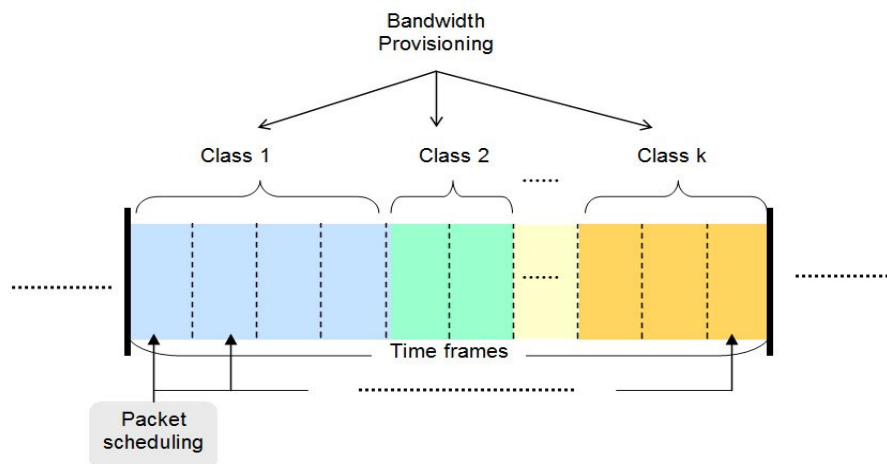 Bandwidth
Provisioning
Class 1
Class 2
Class k
Time frames
Packet
scheduling